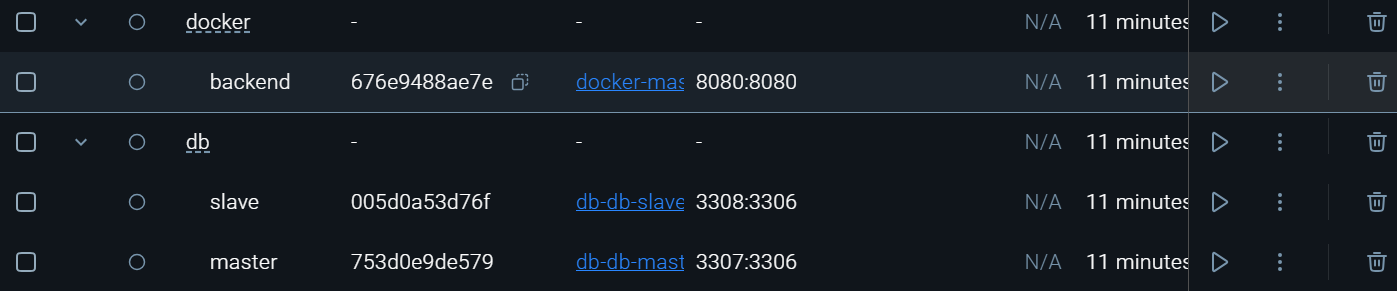 docker - - - N/A 11 minutes
backend 676e9488ae7e docker-mas 8080:8080 N/A 11 minutes
db - - - N/A 11 minutes
slave 005d0a53d76f db-db-slave 3308:3306 N/A 11 minutes
master 753d0e9de579 db-db-mast 3307:3306 N/A 11 minutes